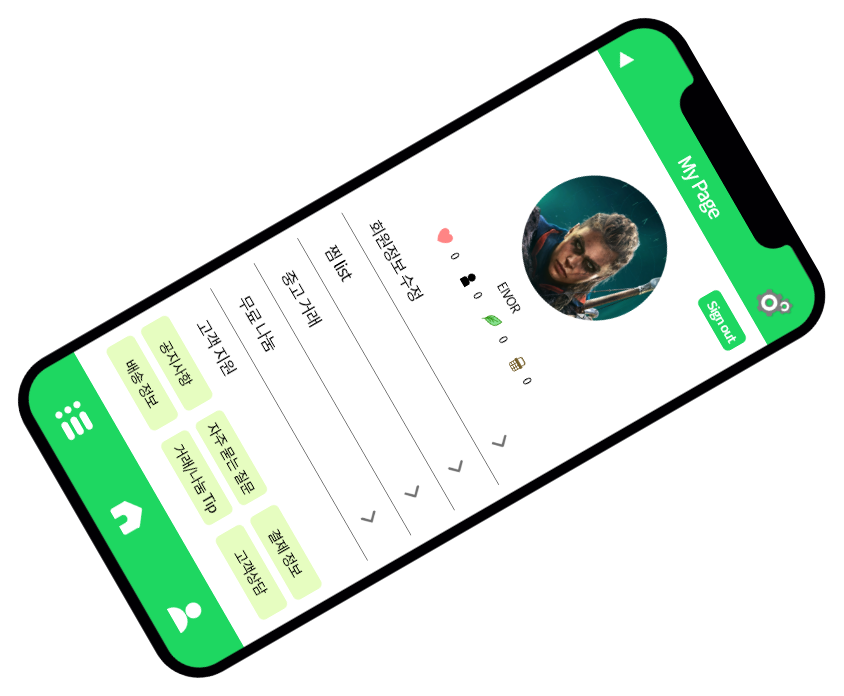 My Page
Sign out
EIVOR
0 0 0 0
회원정보 수정
찜 list
중고 거래
무료 나눔
고객 지원
공지사항 자주 묻는 질문 결제 정보
배송 정보 거래/나눔 Tip 고객상담